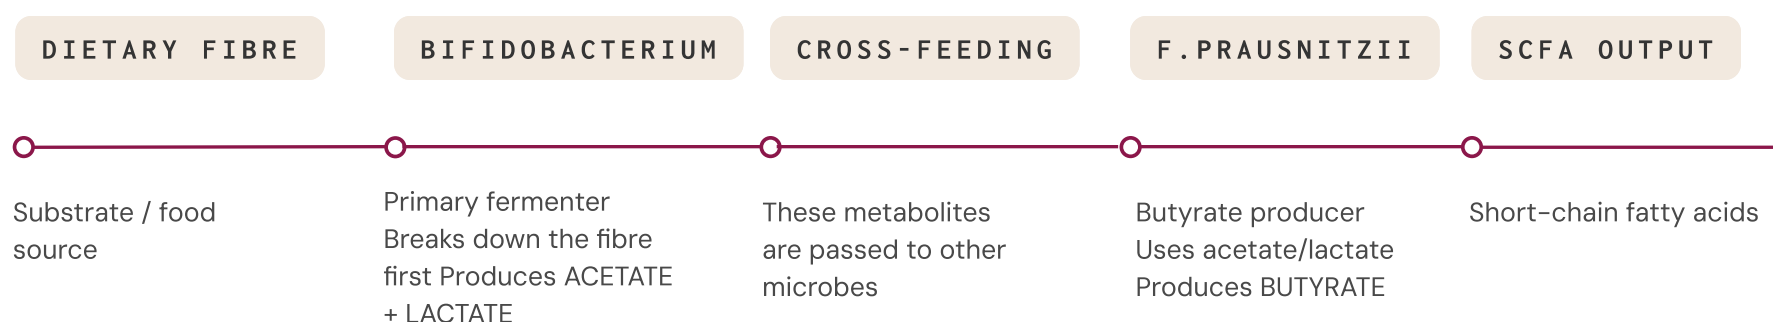 DIETARY FIBRE
BIFIDOBACTERIUM
CROSS-FEEDING
F.PRAUSNITZII
SCFA OUTPUT
Substrate / food
source
Primary fermenter
Breaks down the fibre
first Produces ACETATE
+ LACTATE
These metabolites
are passed to other
microbes
Butyrate producer
Uses acetate/lactate
Produces BUTYRATE
Short-chain fatty acids